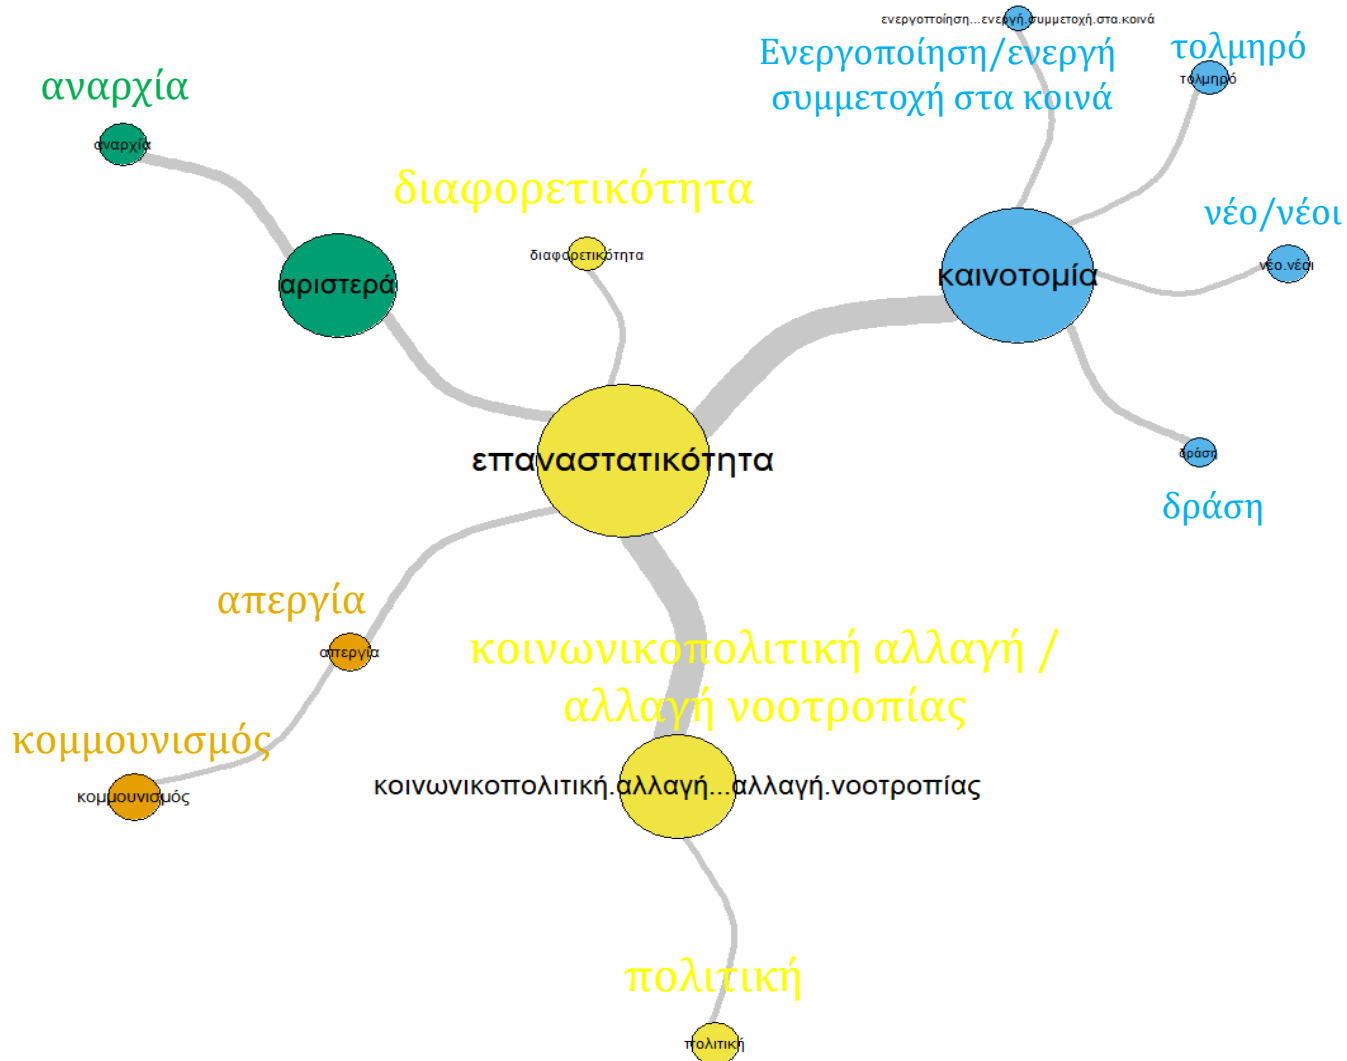 ενεργοποίηση...ενεργή.συμμετοχή.στα.κοινά
Ενεργοποίηση/ενεργή
συμμετοχή στα κοινά
τολμηρό
τολμηρό
αναρχία
αναρχία
διαφορετικότητα
διαφορετικότητα
νέο/νέοι
νέο.νέοι
αριστερά
καινοτομία
επαναστατικότητα
δράση
δράση
απεργία
απεργία
κοινωνικοπολιτική αλλαγή /
αλλαγή νοοτροπίας
κομμουνισμός
κομμουνισμός
κοινωνικοπολιτική.αλλαγή...αλλαγή.νοοτροπίας
πολιτική
πολιτική